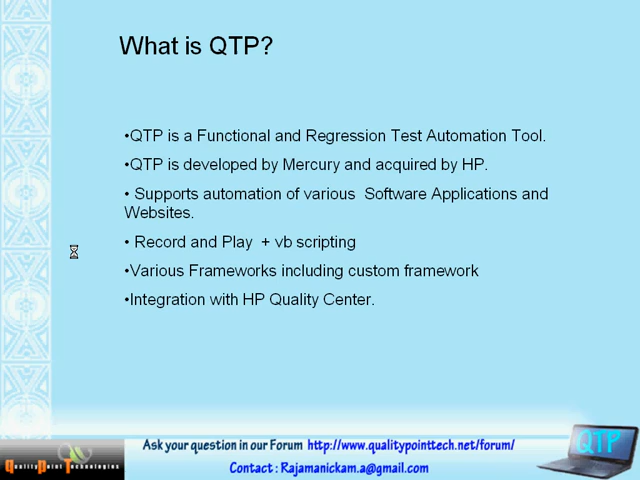 What is QTP?
•QTP is a Functional and Regression Test Automation Tool.
•QTP is developed by Mercury and acquired by HP.
• Supports automation of various  Software Applications and
Websites.
• Record and Play  + vb scripting
•Various Frameworks including custom framework
•Integration with HP Quality Center.
Ask your question in our Forum  http://www.qualitypointtech.net/forum/
Contact : Rajamanickam.a@gmail.com
QualityPoint Technologies
QTP